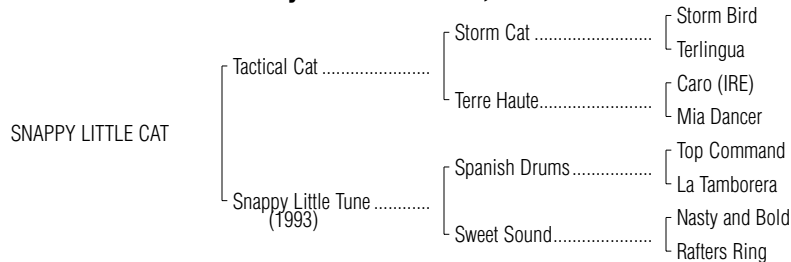 Storm Bird
Storm Cat ........................
Terlingua
Tactical Cat ......................
Caro (IRE)
Terre Haute.......................
Mia Dancer
SNAPPY LITTLE CAT
Top Command
Spanish Drums................
La Tamborera
Snappy Little Tune ............
(1993)
Nasty and Bold
Sweet Sound....................
Rafters Ring